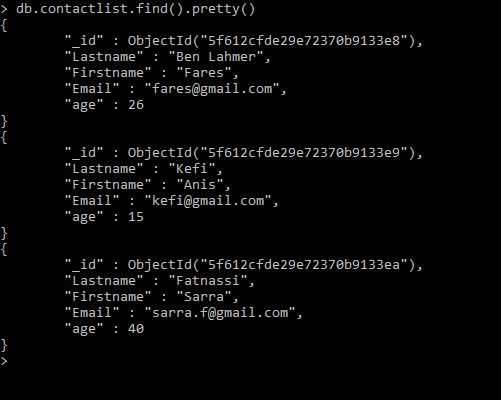 > db.contactlist.find().pretty()
{
        "_id" : ObjectId("5f612cfde29e72370b9133e8"),
        "Lastname" : "Ben Lahmer",
        "Firstname" : "Fares",
        "Email" : "fares@gmail.com",
        "age" : 26
}
{
        "_id" : ObjectId("5f612cfde29e72370b9133e9"),
        "Lastname" : "Kefi",
        "Firstname" : "Anis",
        "Email" : "kefi@gmail.com",
        "age" : 15
}
{
        "_id" : ObjectId("5f612cfde29e72370b9133ea"),
        "Lastname" : "Fatnassi",
        "Firstname" : "Sarra",
        "Email" : "sarra.f@gmail.com",
        "age" : 40
}
>